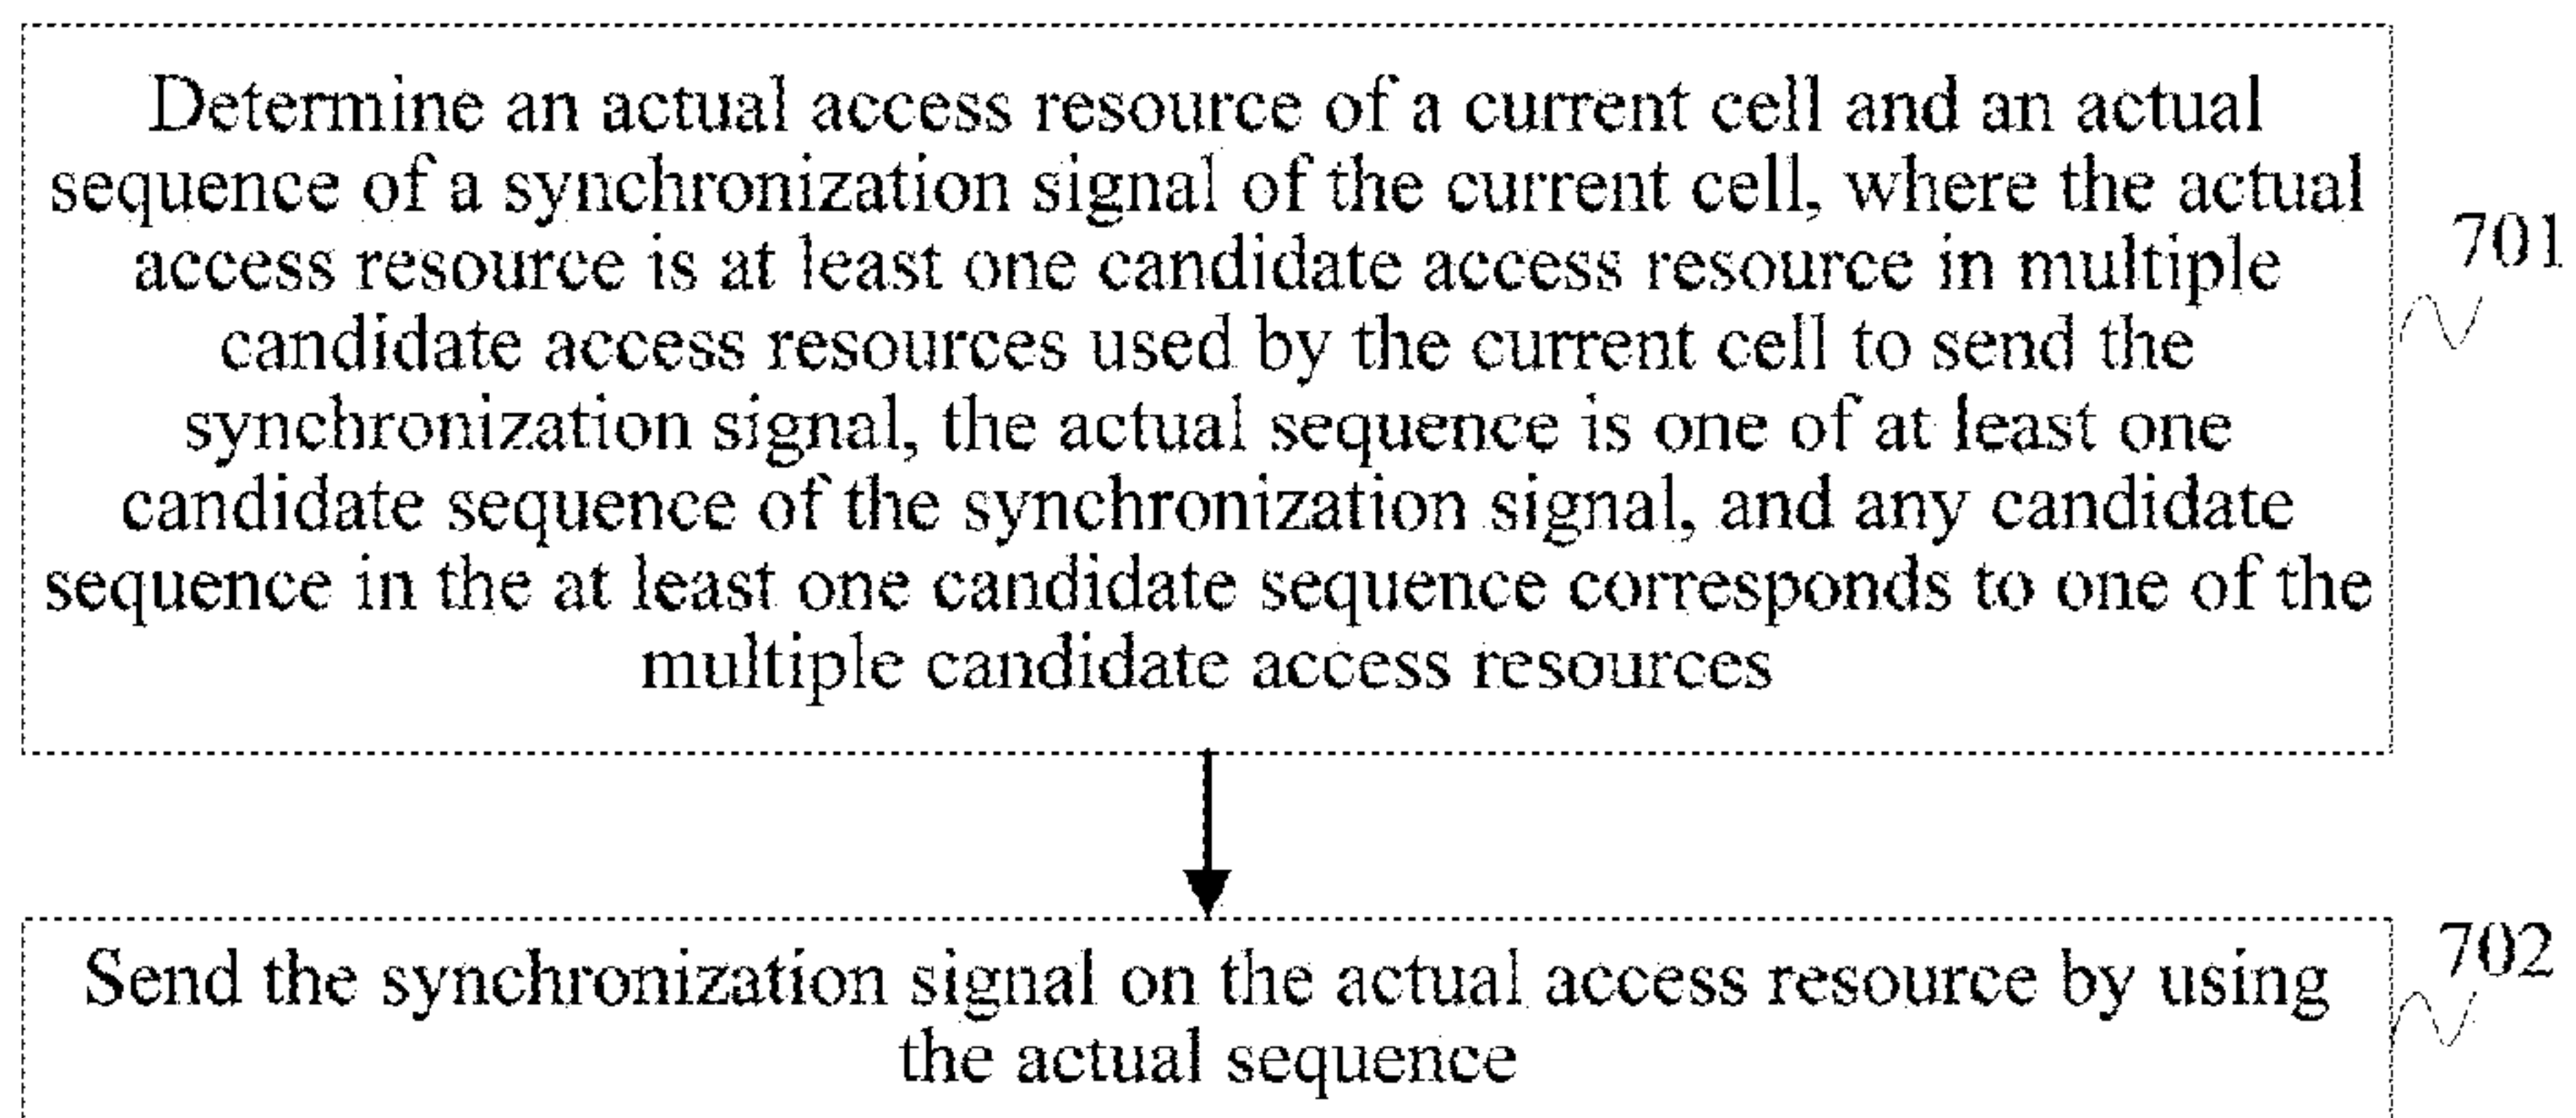 Determine an actual access resource of a current cell and an actual
sequence of a synchronization signal of the current cell, where the actual
access resource is at least one candidate access resource in multiple
candidate access resources used by the current cell to send the
synchronization signal, the actual sequence is one of at least one
candidate sequence of the synchronization signal, and any candidate
sequence in the at least one candidate sequence corresponds to one of the
multiple candidate access resources
701
Send the synchronization signal on the actual access resource by using
the actual sequence
702